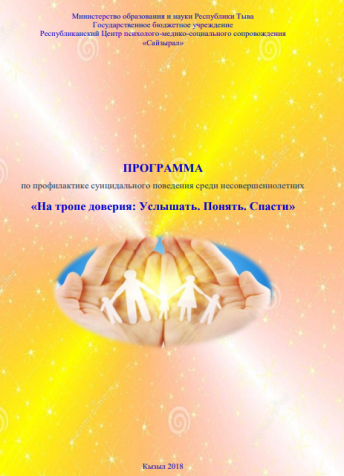 Министерство образования и науки Республики Тыва
Государственное бюджетное учреждение
Республиканский Центр психолого-медико-социального сопровождения
«Сайзырал»
ПРОГРАММА
по профилактике суицидального поведения среди несовершеннолетних
«На тропе доверия: Услышать. Понять. Спасти»
Кызыл 2018